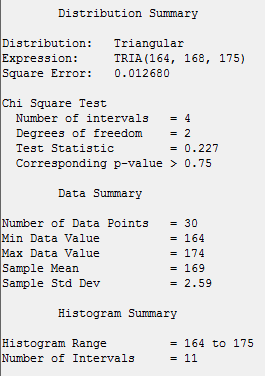 Distribution Summary
Distribution: Triangular
Expression: TRIA(164, 168, 175)
Square Error: 0.012680
Chi Square Test
Number of intervals = 4
Degrees of freedom = 2
Test Statistic = 0.227
Corresponding p-value > 0.75
Data Summary
Number of Data Points = 30
Min Data Value = 164
Max Data Value = 174
Sample Mean = 169
Sample Std Dev = 2.59
Histogram Summary
Histogram Range = 164 to 175
Number of Intervals = 11